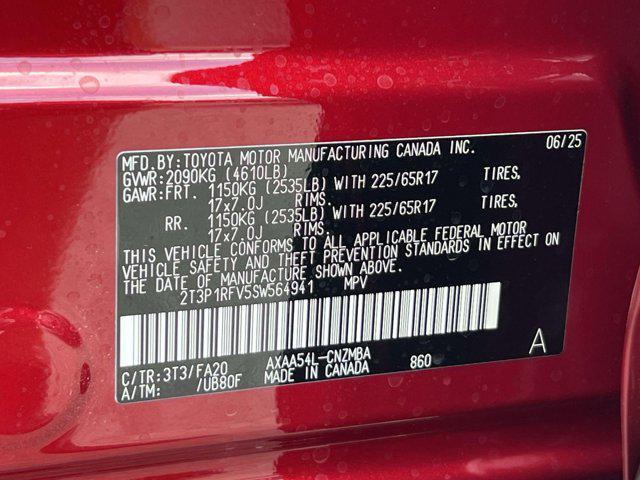 MFD.BY:TOYOTA MOTOR MANUFACTURING CANADA INC. 06/25
GVWR:2090KG (4610LB)
GAWR:FRT. 1150KG (2535LB) WITH 225/65R17 TIRES,
17x7.0J RIMS.
RR. 1150KG (2535LB) WITH 225/65R17 TIRES,
17x7.0J RIMS.
THIS VEHICLE CONFORMS TO ALL APPLICABLE FEDERAL MOTOR
VEHICLE SAFETY AND THEFT PREVENTION STANDARDS IN EFFECT ON
THE DATE OF MANUFACTURE SHOWN ABOVE.
2T3P1RFV5SW564941 MPV
C/TR:3T3/FA20 AXAA54L-CNZMBA 860 A
A/TM: /UB80F MADE IN CANADA